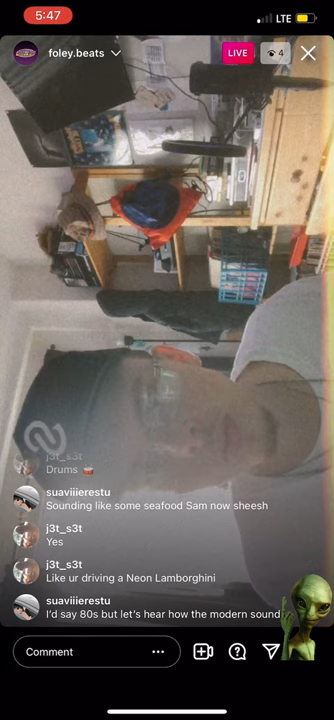 5:47
LTE
foley.beats
LIVE
4
j3t_s3t
Drums 🥁
suaviiierestu
Sounding like some seafood Sam now sheesh
j3t_s3t
Yes
j3t_s3t
Like ur driving a Neon Lamborghini
suaviiierestu
I'd say 80s but let's hear how the modern sound
Comment